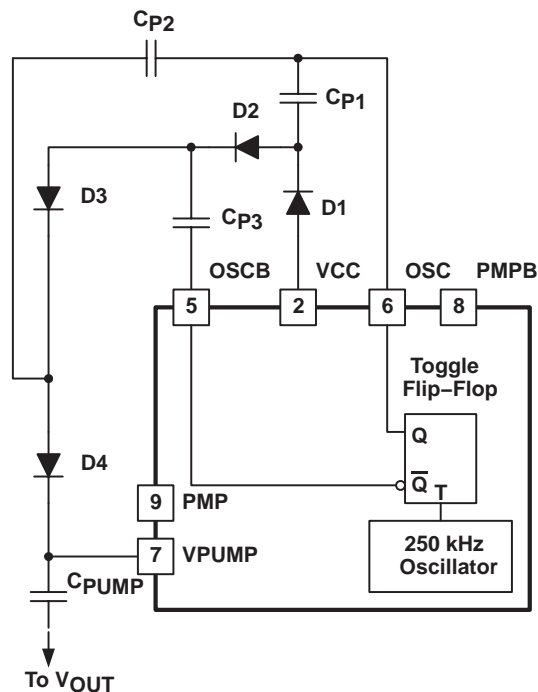 CP2
CP1
D2
D3
D1
CP3
OSCB
VCC
OSC
PMPB
5
2
6
8
Toggle
Flip–Flop
Q
Q̅
T
D4
9
PMP
7
VPUMP
250 kHz
Oscillator
CPUMP
To VOUT